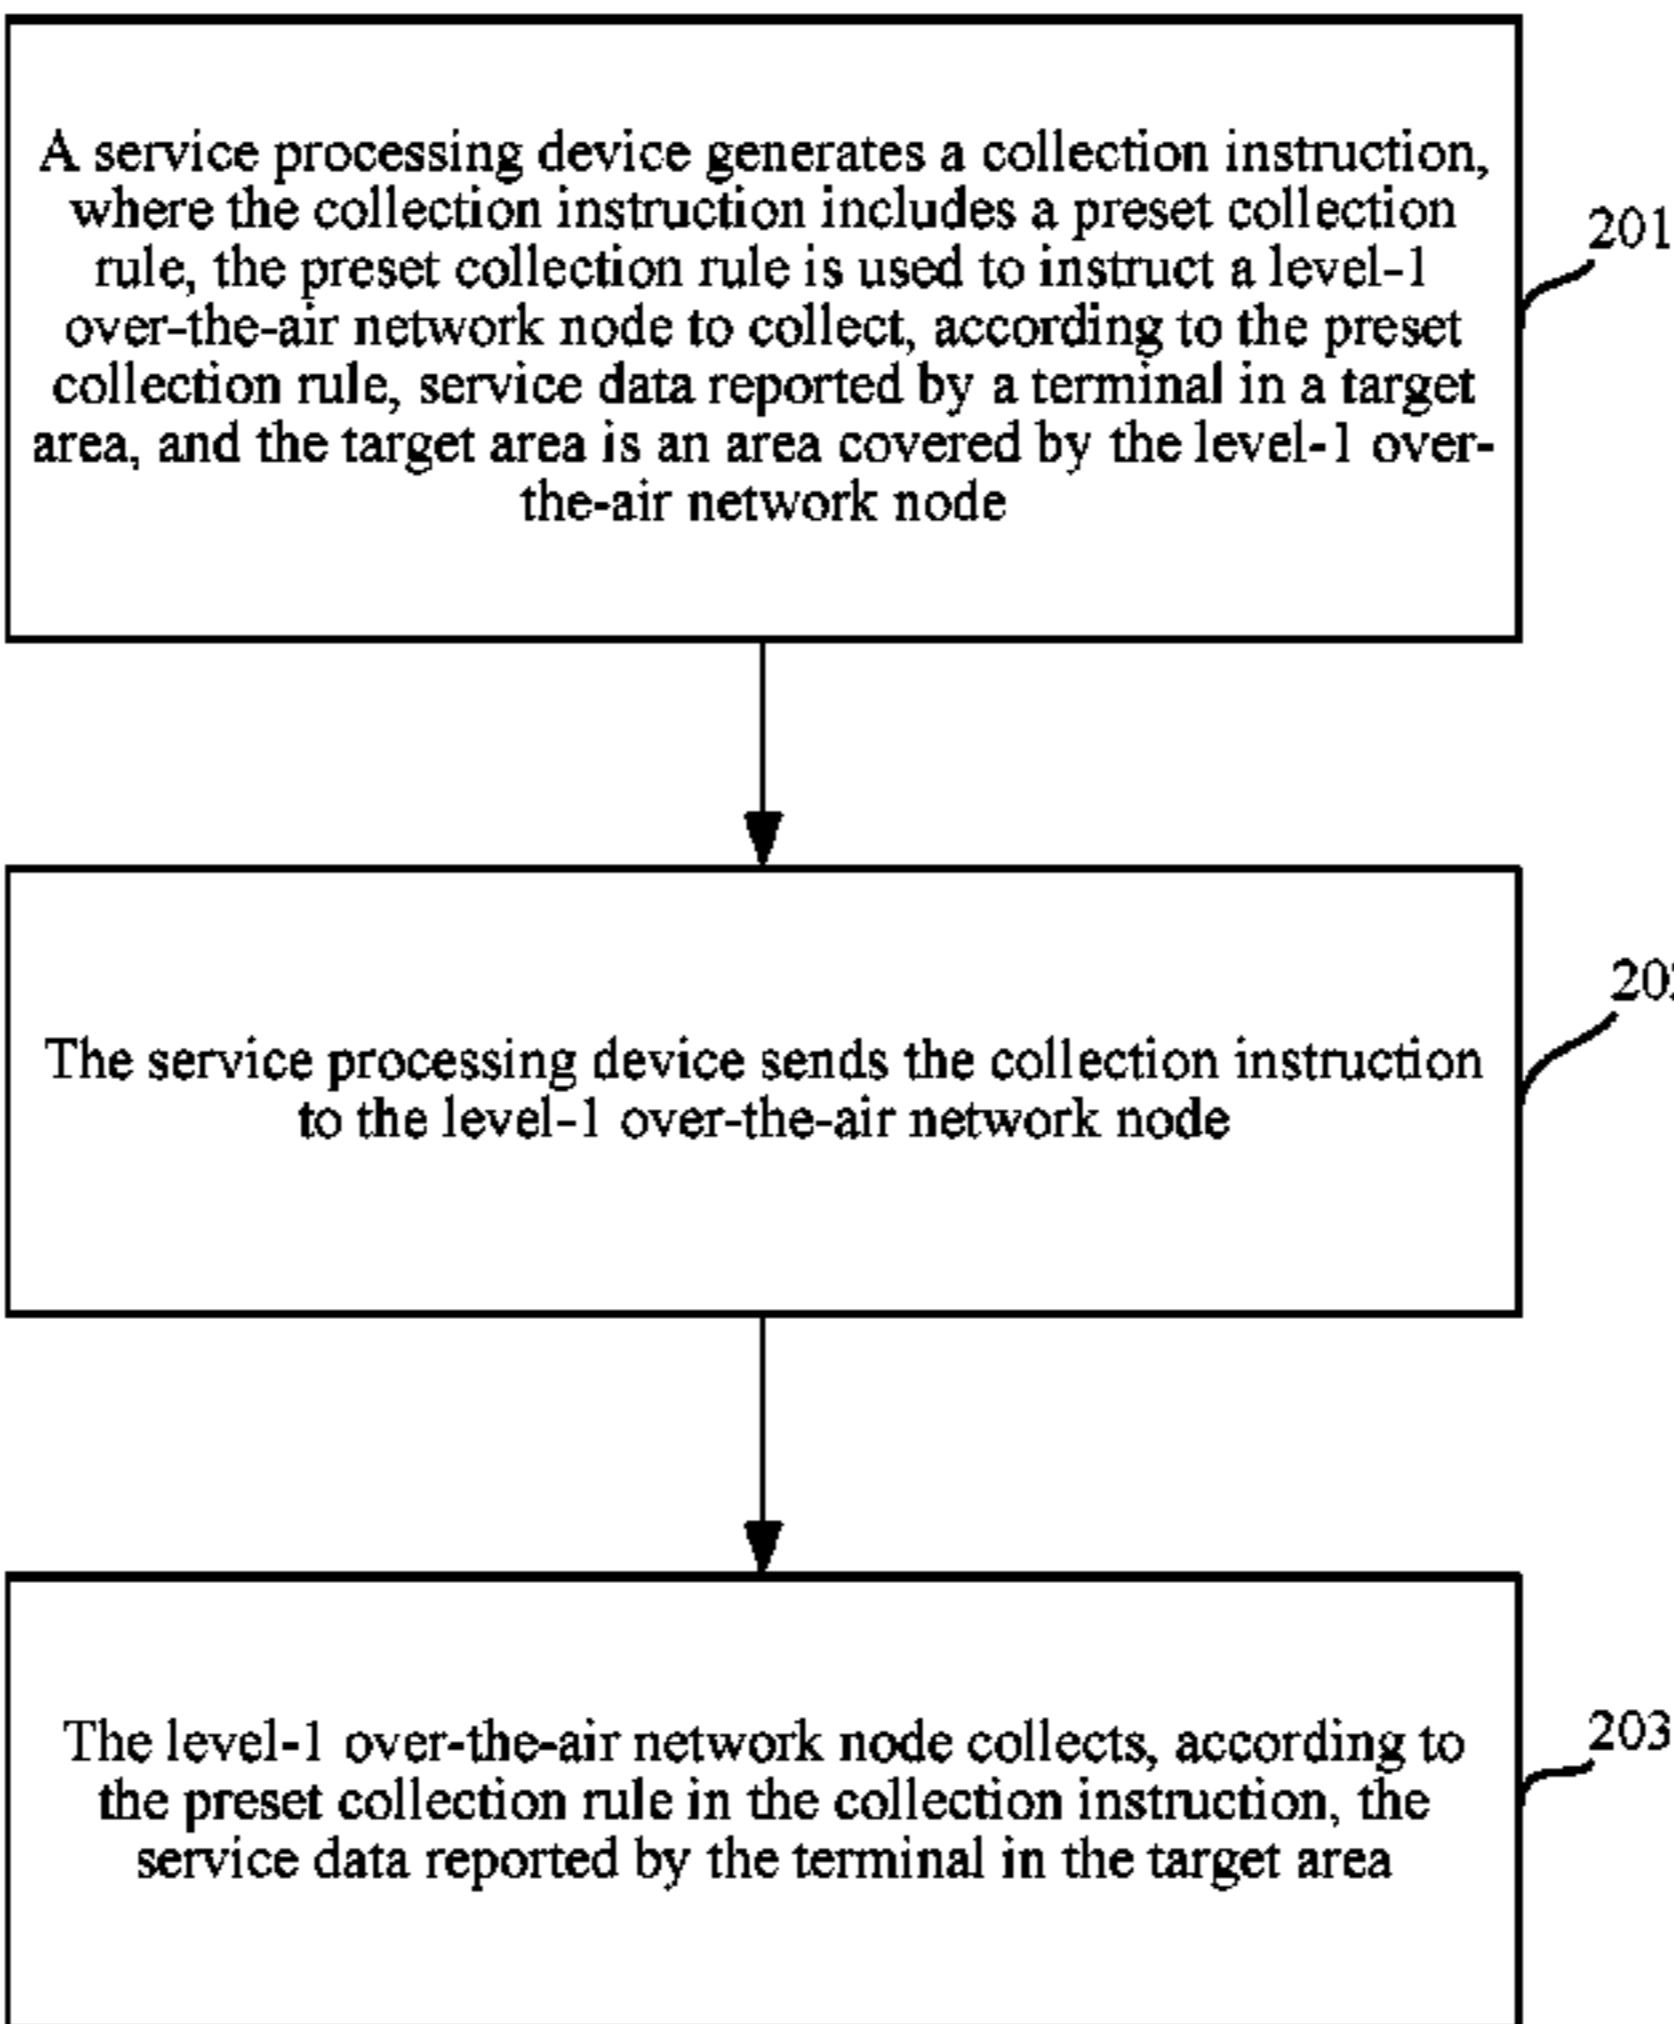 A service processing device generates a collection instruction,
where the collection instruction includes a preset collection
rule, the preset collection rule is used to instruct a level-1
over-the-air network node to collect, according to the preset
collection rule, service data reported by a terminal in a target
area, and the target area is an area covered by the level-1 over-
the-air network node
201
The service processing device sends the collection instruction
to the level-1 over-the-air network node
The level-1 over-the-air network node collects, according to
the preset collection rule in the collection instruction, the
service data reported by the terminal in the target area
203